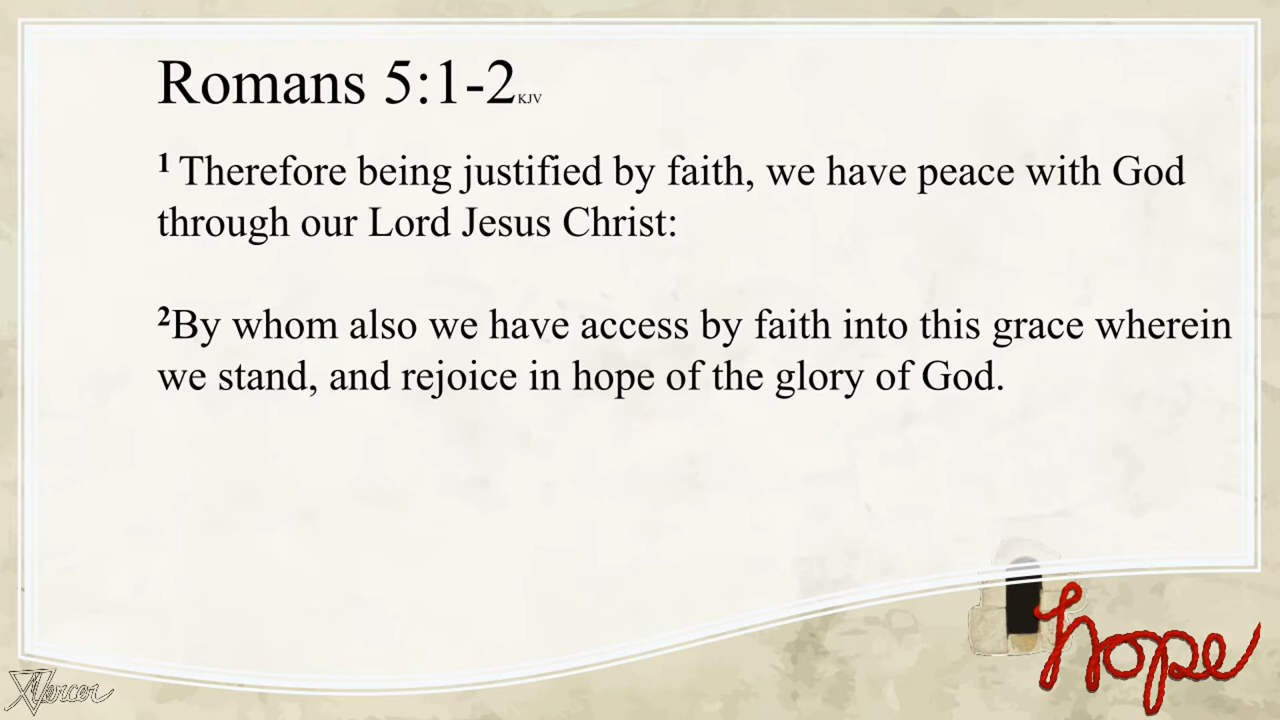 Romans 5:1-2KJV
1 Therefore being justified by faith, we have peace with God
through our Lord Jesus Christ:
2By whom also we have access by faith into this grace wherein
we stand, and rejoice in hope of the glory of God.
hope